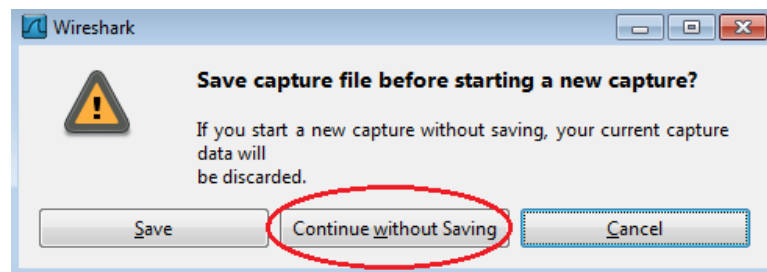 Wireshark
Save capture file before starting a new capture?
If you start a new capture without saving, your current capture
data will
be discarded.
Save
Continue without Saving
Cancel